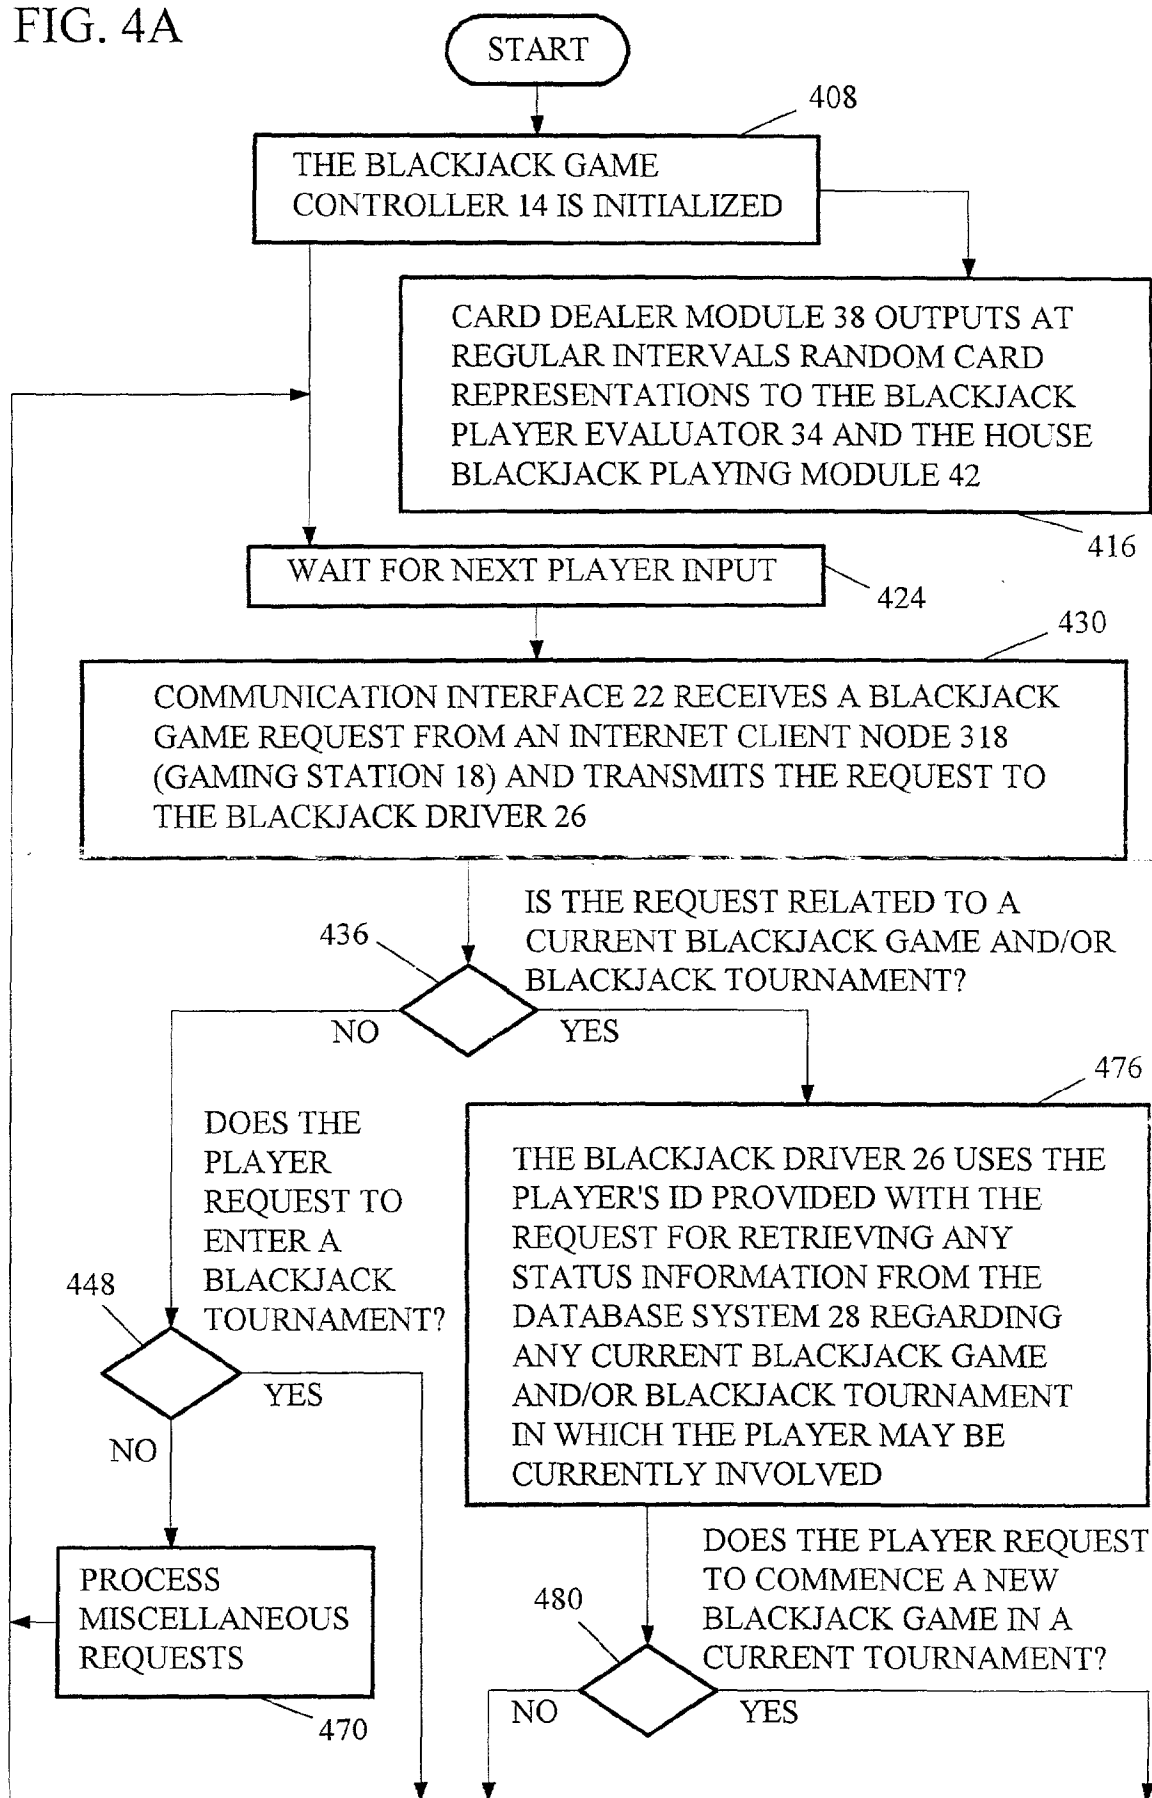 FIG. 4A
START
408
THE BLACKJACK GAME
CONTROLLER 14 IS INITIALIZED
CARD DEALER MODULE 38 OUTPUTS AT
REGULAR INTERVALS RANDOM CARD
REPRESENTATIONS TO THE BLACKJACK
PLAYER EVALUATOR 34 AND THE HOUSE
BLACKJACK PLAYING MODULE 42
416
WAIT FOR NEXT PLAYER INPUT
424
430
COMMUNICATION INTERFACE 22 RECEIVES A BLACKJACK
GAME REQUEST FROM AN INTERNET CLIENT NODE 318
(GAMING STATION 18) AND TRANSMITS THE REQUEST TO
THE BLACKJACK DRIVER 26
IS THE REQUEST RELATED TO A
CURRENT BLACKJACK GAME AND/OR
BLACKJACK TOURNAMENT?
436
NO
YES
476
DOES THE
PLAYER
REQUEST TO
ENTER A
BLACKJACK
TOURNAMENT?
448
YES
NO
THE BLACKJACK DRIVER 26 USES THE
PLAYER'S ID PROVIDED WITH THE
REQUEST FOR RETRIEVING ANY
STATUS INFORMATION FROM THE
DATABASE SYSTEM 28 REGARDING
ANY CURRENT BLACKJACK GAME
AND/OR BLACKJACK TOURNAMENT
IN WHICH THE PLAYER MAY BE
CURRENTLY INVOLVED
PROCESS
MISCELLANEOUS
REQUESTS
470
DOES THE PLAYER REQUEST
TO COMMENCE A NEW
BLACKJACK GAME IN A
CURRENT TOURNAMENT?
480
NO
YES